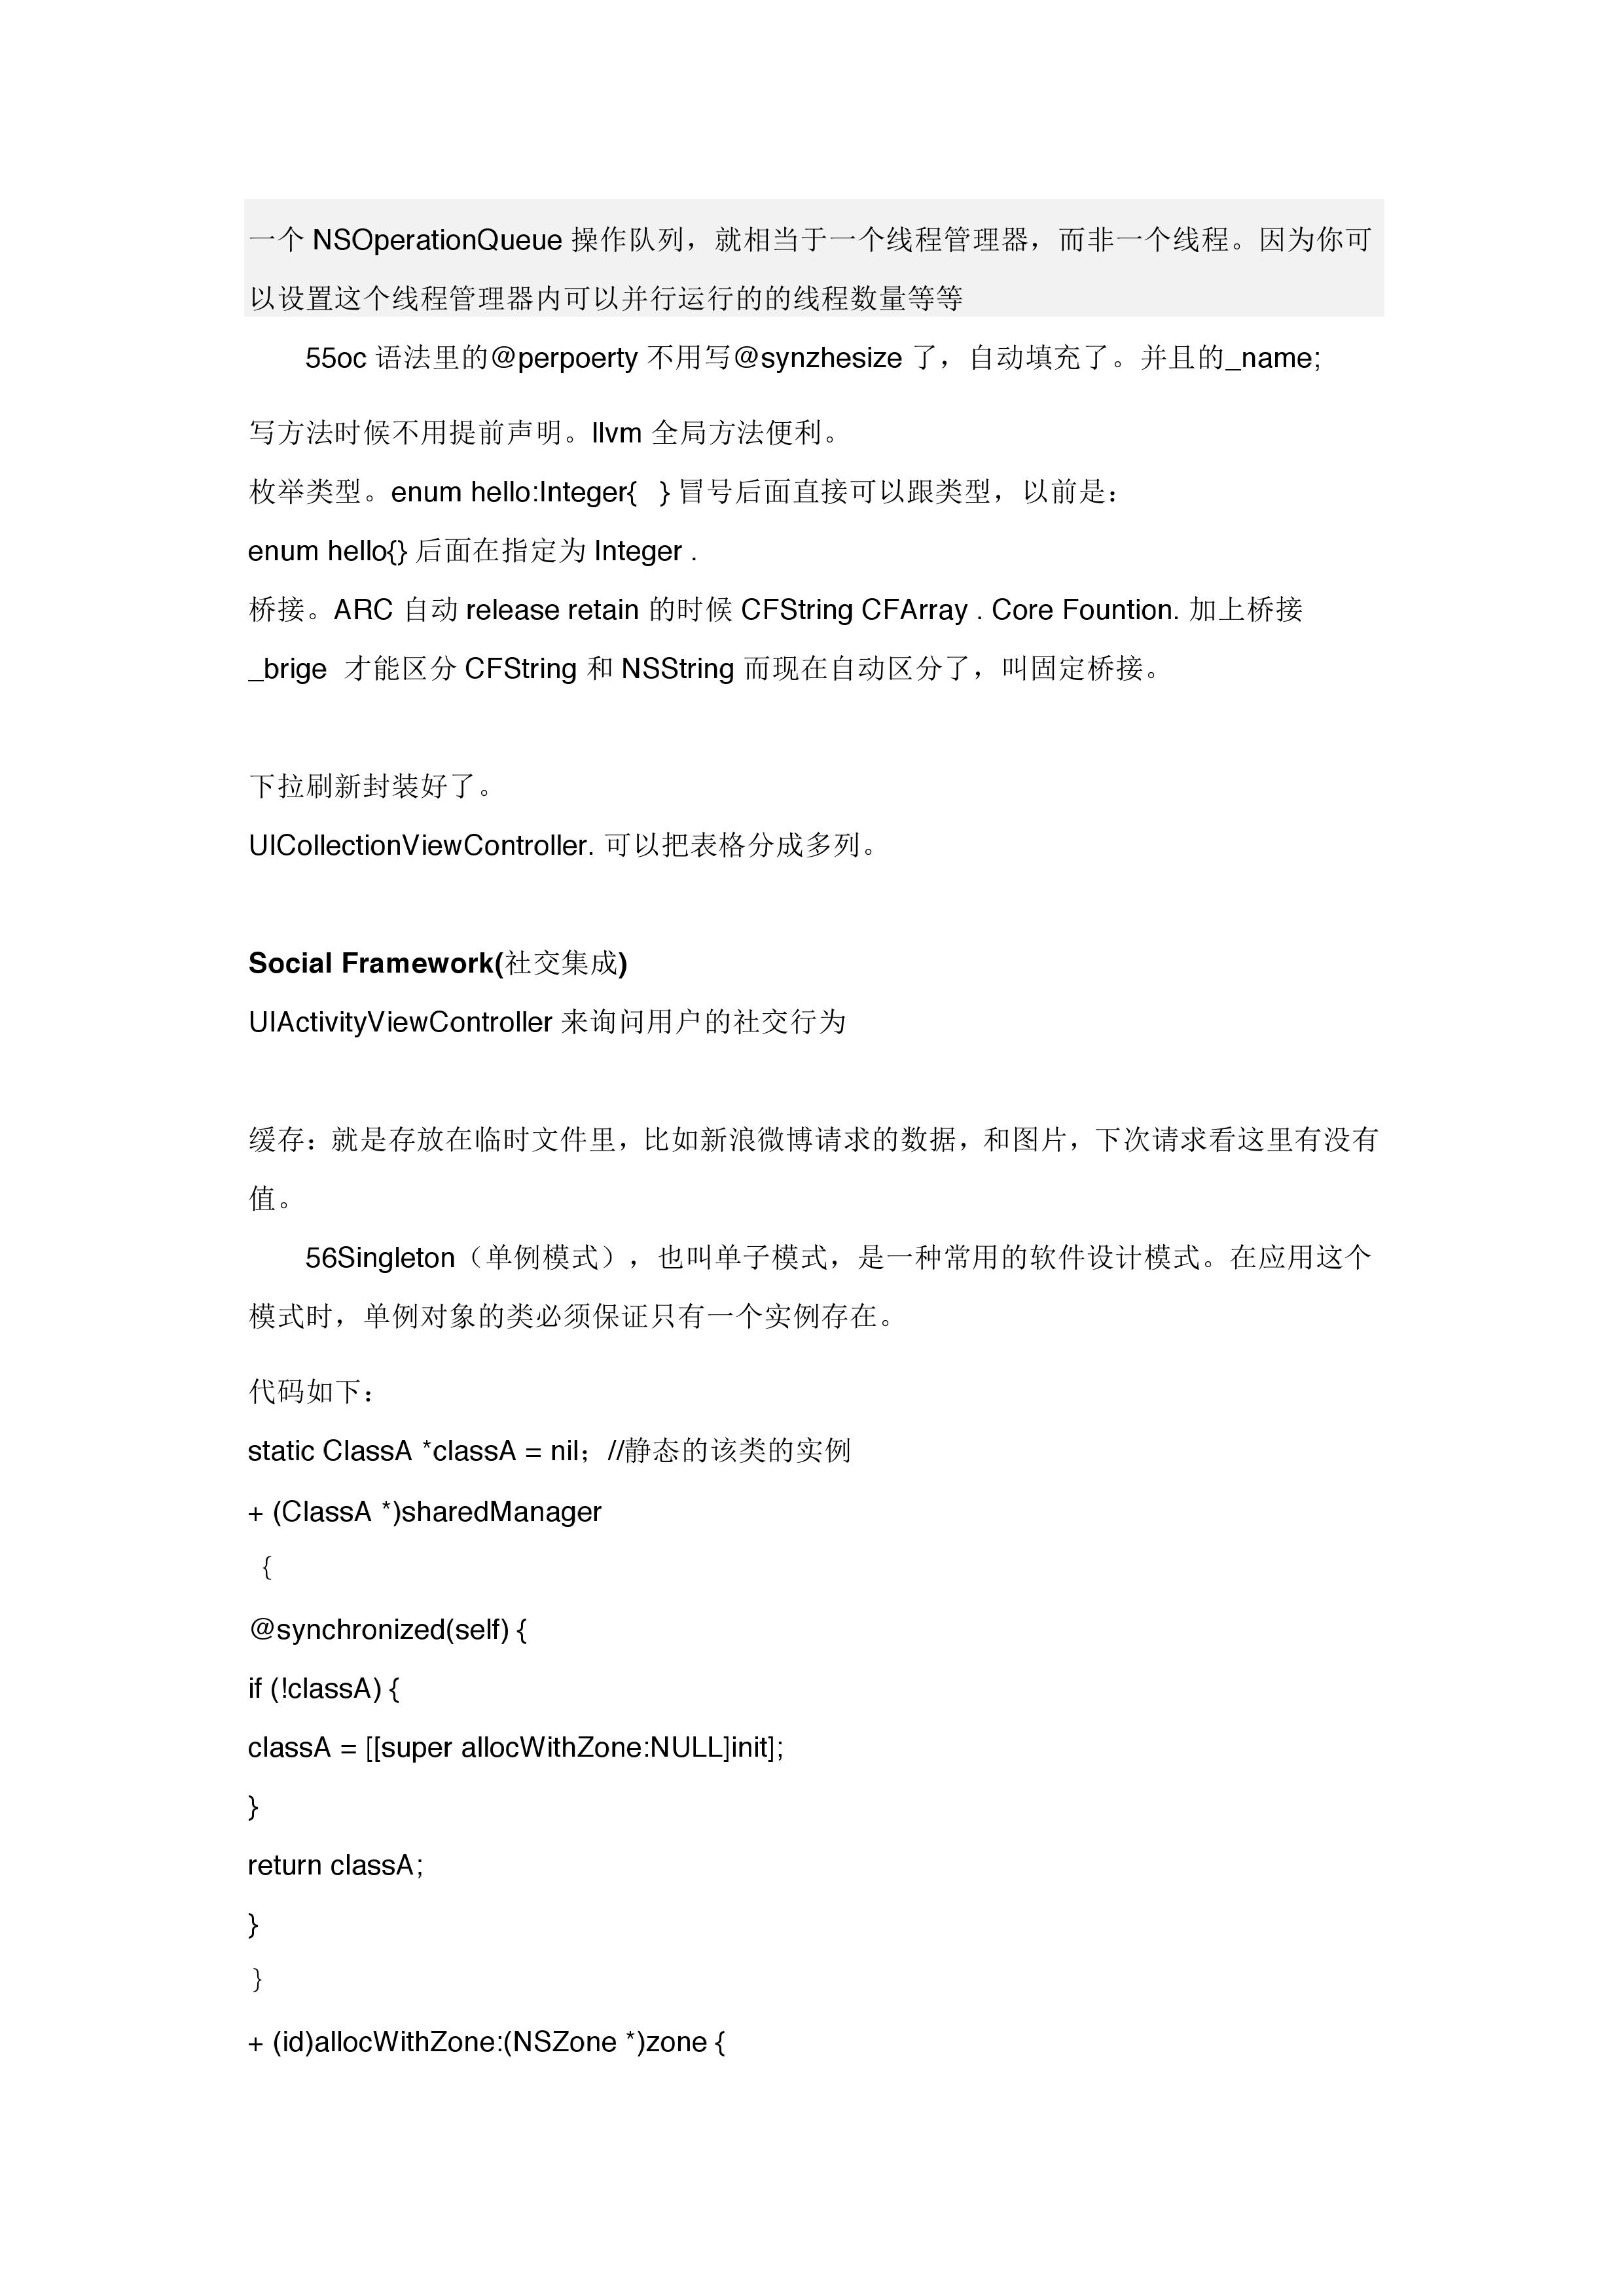 一个 NSOperationQueue 操作队列，就相当于一个线程管理器，而非一个线程。因为你可
以设置这个线程管理器内可以并行运行的的线程数量等等
55oc 语法里的@perpoerty 不用写@synzhesize 了，自动填充了。并且的_name;
写方法时候不用提前声明。llvm 全局方法便利。
枚举类型。enum hello:Integer{   } 冒号后面直接可以跟类型，以前是：
enum hello{} 后面在指定为 Integer .
桥接。ARC 自动 release retain 的时候 CFString CFArray . Core Fountion. 加上桥接
_brige  才能区分 CFString 和 NSString 而现在自动区分了，叫固定桥接。
下拉刷新封装好了。
UICollectionViewController. 可以把表格分成多列。
Social Framework(社交集成)
UIActivityViewController 来询问用户的社交行为
缓存：就是存放在临时文件里，比如新浪微博请求的数据，和图片，下次请求看这里有没有
值。
56Singleton（单例模式），也叫单子模式，是一种常用的软件设计模式。在应用这个
模式时，单例对象的类必须保证只有一个实例存在。
代码如下：
static ClassA *classA = nil；//静态的该类的实例
+ (ClassA *)sharedManager
｛
@synchronized(self) {
if (!classA) {
classA = [[super allocWithZone:NULL]init];
}
return classA;
}
｝
+ (id)allocWithZone:(NSZone *)zone {